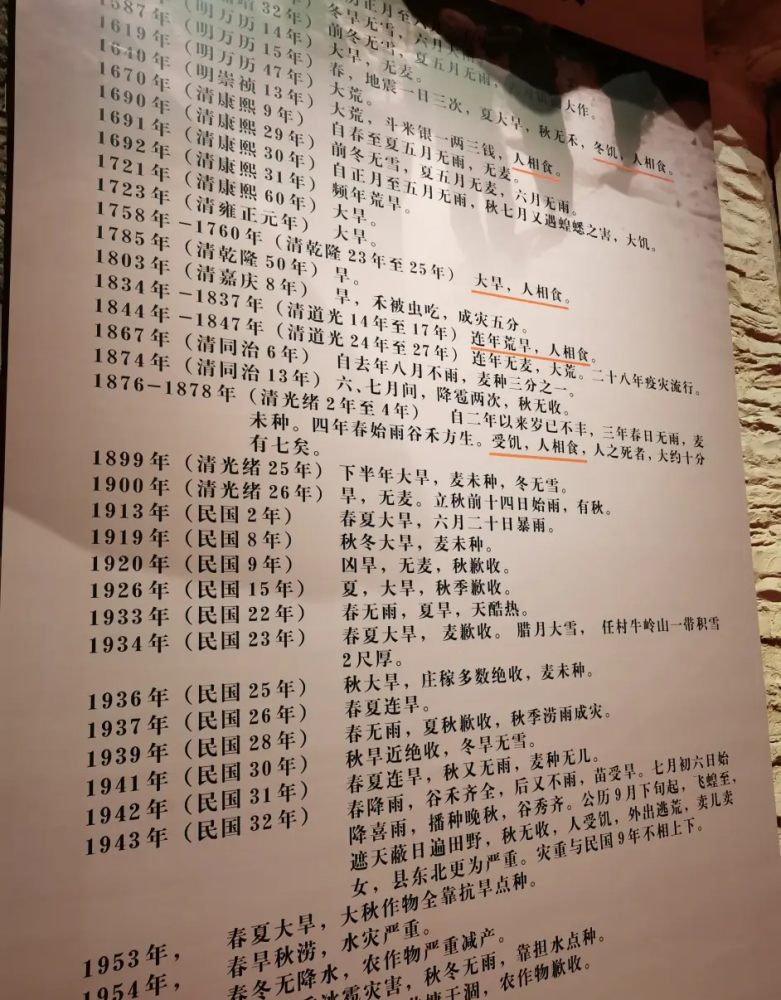 历正月至八
32年） 冬旱无雪，六月大
（明万历14年） 前冬无雪，夏五月无雨，
大作。
大旱，无麦。
1587年（明万历15年） 春，地震一日三次，夏大旱，秋无禾，冬饥，人相食。
1619年（明万历47年） 大荒。
1640年（明崇祯13年） 大荒，斗米银一两三钱，人相食。
1670年（清康熙9年） 自春至夏五月无雨，无麦。
1690年（清康熙29年） 前冬无雪，夏五月无麦，六月无雨。
1691年（清康熙30年） 自正月至五月无雨，秋七月又遇蝗蝻之害，大饥。
1692年（清康熙31年） 频年荒旱。
1721年（清康熙60年） 大旱。
1723年（清雍正元年） 大旱。
1758年－1760年（清乾隆23年至25年） 大旱，人相食。
1785年（清乾隆50年） 旱。
1803年（清嘉庆8年） 旱，禾被虫吃，成灾五分。
1834年－1837年（清道光14年至17年） 连年荒旱，人相食。
1844年－1847年（清道光24年至27年） 连年无麦，大荒。二十八年疫灾流行。
1867年（清同治6年） 自去年八月不雨，麦种三分之一。
1874年（清同治13年） 六、七月间，降雹两次，秋无收。
1876－1878年（清光绪2年至4年） 自二年以来岁已不丰，三年春日无雨，麦
未种。四年春始雨谷禾方生。受饥，人相食，人之死者，大约十分
有七矣。
1899年（清光绪25年） 下半年大旱，麦未种，冬无雪。
1900年（清光绪26年） 旱，无麦。立秋前十四日始雨，有秋。
1913年（民国2年） 春夏大旱，六月二十日暴雨。
1919年（民国8年） 秋冬大旱，麦未种。
1920年（民国9年） 凶旱，无麦，秋歉收。
1926年（民国15年） 夏，大旱，秋季歉收。
1933年（民国22年） 春无雨，夏旱，天酷热。
1934年（民国23年） 春夏大旱， 麦歉收。 腊月大雪， 任村牛岭山一带积雪
2尺厚。
1936年（民国25年） 秋大旱，庄稼多数绝收，麦未种。
1937年（民国26年） 春夏连旱。
1939年（民国28年） 春无雨，夏秋歉收，秋季涝雨成灾。
1941年（民国30年） 秋旱近绝收，冬旱无雪。
1942年（民国31年） 春夏连旱，秋又无雨，麦种无几。
1943年（民国32年） 春降雨，谷禾齐全，后又不雨，苗受旱。七月初六日始
降喜雨，播种晚秋，谷秀齐。公历9月下旬起，飞蝗至，
遮天蔽日遍田野，秋无收，人受饥，外出逃荒，卖儿卖
女，县东北更为严重。灾重与民国9年不相上下。
1953年， 春夏大旱，大秋作物全靠抗旱点种。
1954年， 春旱秋涝，水灾严重。
春冬无降水，农作物严重减产。
冰雹灾害，秋冬无雨，靠担水点种。
干涸，农作物歉收。